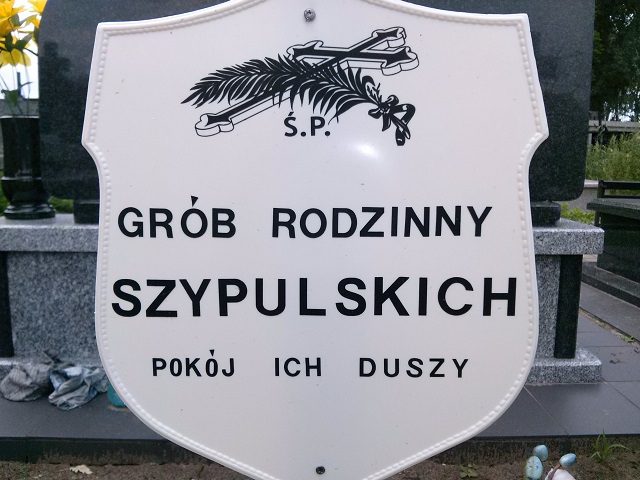 Ś.P.
GRÓB RODZINNY
SZYPULSKICH
POKÓJ ICH DUSZY